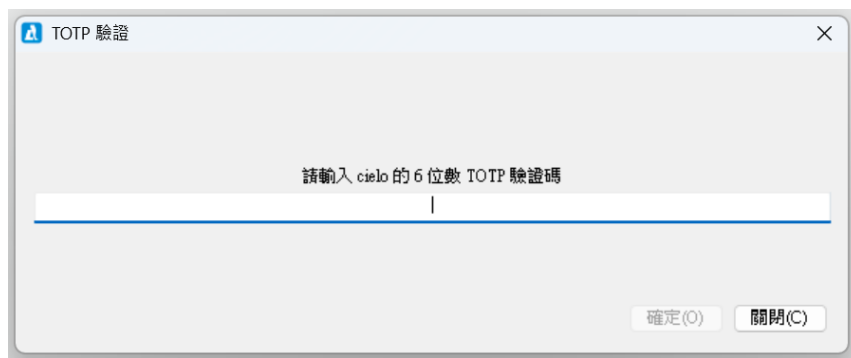 TOTP 驗證
請輸入 cielo 的 6 位數 TOTP 驗證碼
確定(O) 關閉(C)